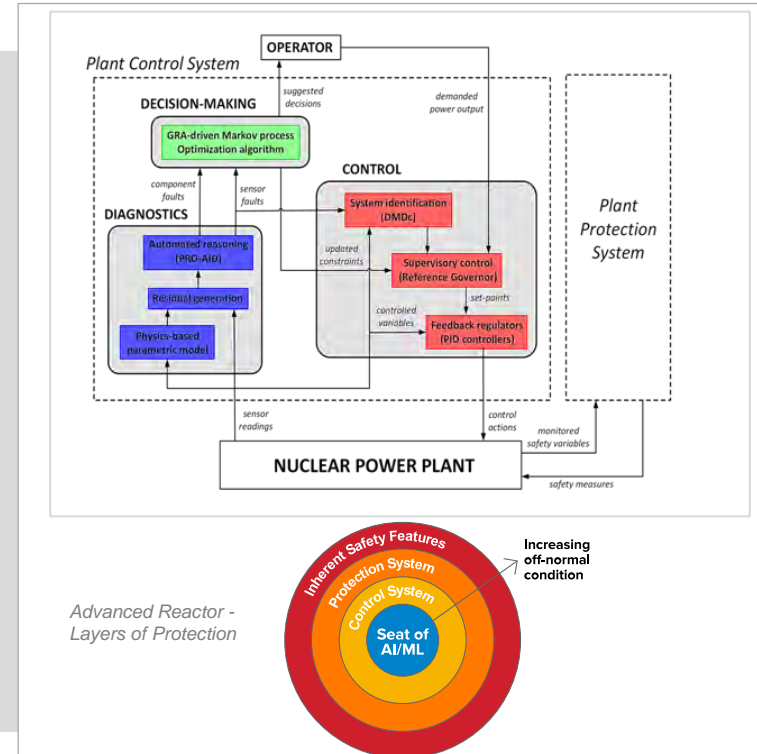 OPERATOR
Plant Control System
suggested
decisions
demanded
power output
DECISION-MAKING
GRA-driven Markov process
Optimization algorithm
component
faults
sensor
faults
CONTROL
DIAGNOSTICS
System identification
(DMDc)
Automated reasoning
(PRO-AID)
updated
constraints
Supervisory control
(Reference Governor)
Residual generation
set-points
controlled
variables
Feedback regulators
(PID controllers)
Physics-based
parametric model
Plant
Protection
System
sensor
readings
control
actions
monitored
safety variables
NUCLEAR POWER PLANT
safety measures
Inherent Safety Features
Protection System
Control System
Seat of
AI/ML
Increasing
off-normal
condition
Advanced Reactor -
Layers of Protection